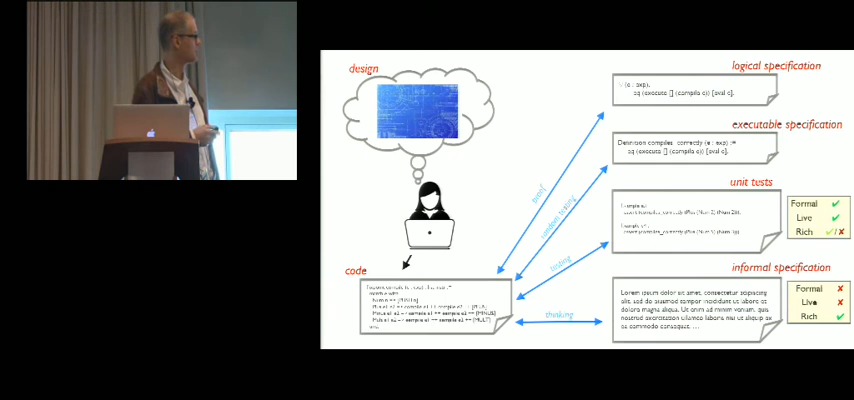 design
logical specification
(e : exp),
eq (execute [] (compile e)) [eval e].
executable specification
Definition compiles_correctly (e : exp) :=
eq (execute [] (compile e)) [eval e].
unit tests
Formal ✔
Live ✔
Rich ✔/✘
proof
random testing
testing
thinking
code
informal specification
Lorem ipsum dolor sit amet, consectetur adipiscing
elit, sed do eiusmod tempor incididunt ut labore et
dolore magna aliqua. Ut enim ad minim veniam, quis
nostrud exercitation ullamco laboris nisi ut aliquip ex
ea commodo consequat. ...
Formal ✘
Live ✘
Rich ✔